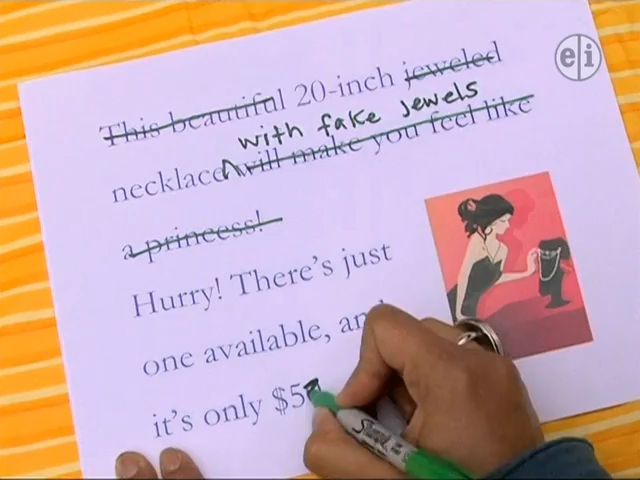 This beautiful 20-inch jeweled
with fake jewels
necklace will make you feel like
a princess!
Hurry! There's just
one available, and
it's only $5
Sharpie
e i